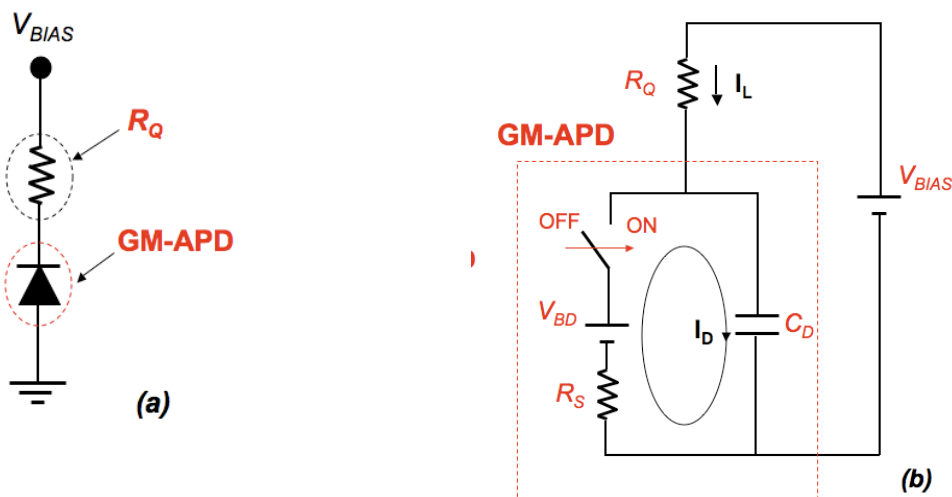 V_BIAS
R_Q
GM-APD
(a)
R_Q
I_L
GM-APD
V_BIAS
OFF
ON
V_BD
I_D
C_D
R_S
(b)